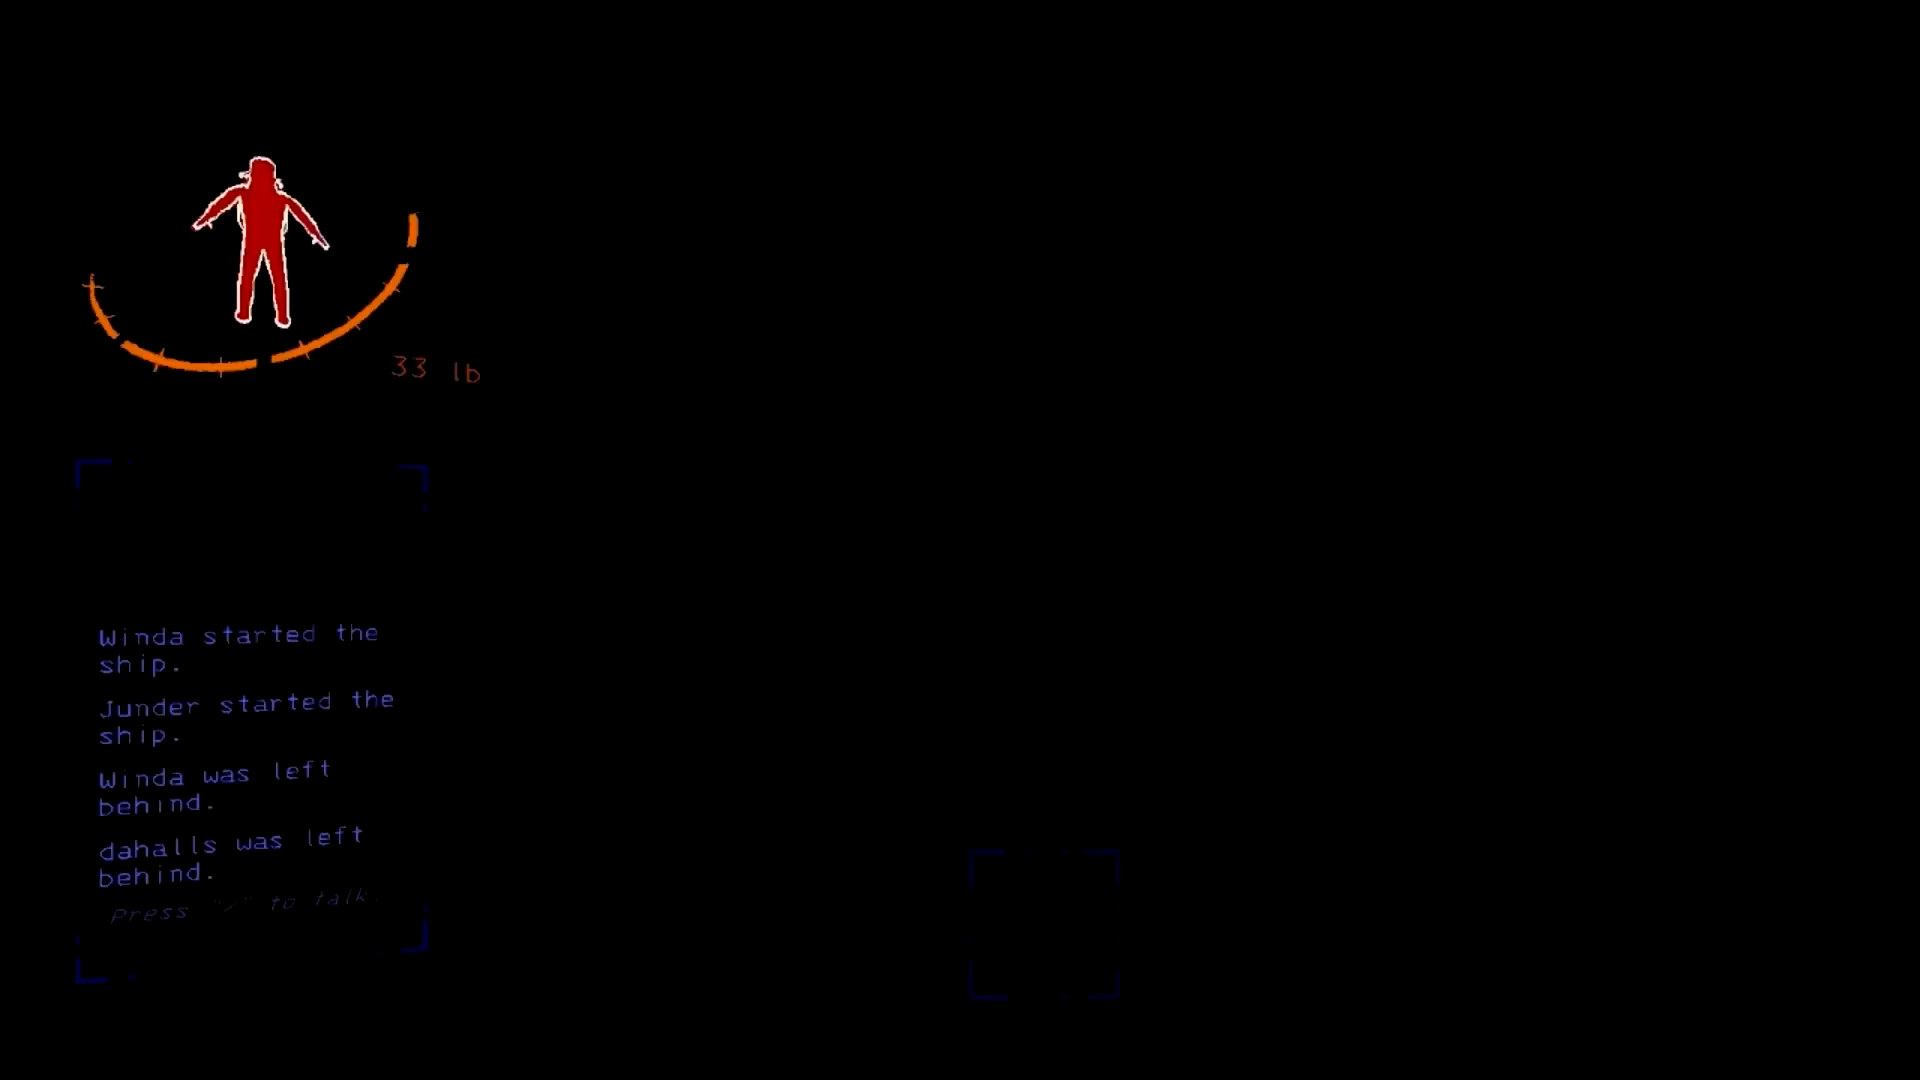 33 lb
Winda started the
ship.
Junder started the
ship.
Winda was left
behind.
dahalls was left
behind.
Press "/" to talk.